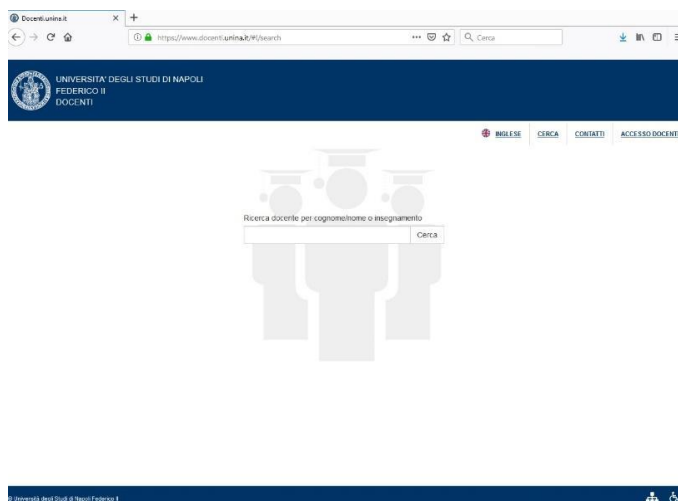 Docenti.unina.it
https://www.docenti.unina.it/#!/search
Cerca
UNIVERSITA' DEGLI STUDI DI NAPOLI
FEDERICO II
DOCENTI
INGLESE CERCA CONTATTI ACCESSO DOCENTI
Ricerca docente per cognome/nome o insegnamento
Cerca
© Università degli Studi di Napoli Federico II